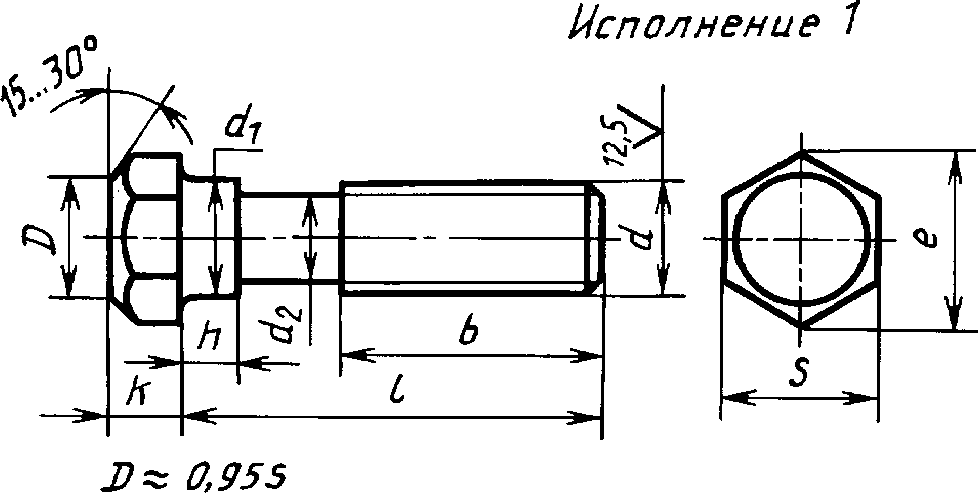 Исполнение 1
15...30°
d1
12,5
D
d
e
h
d2
b
S
k
l
D ≈ 0,95s